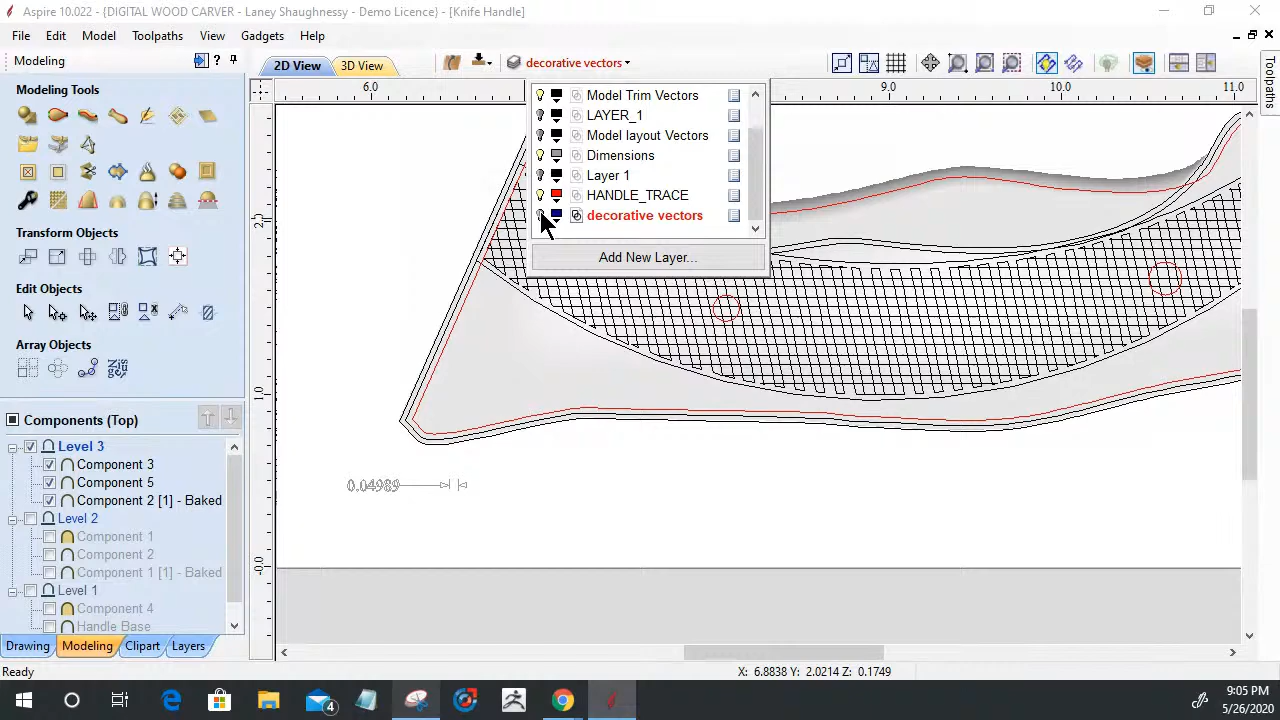 Aspire 10.022 - {DIGITAL WOOD CARVER - Laney Shaughnessy - Demo Licence} - [Knife Handle]
File Edit Model Toolpaths View Gadgets Help
Modeling ?
2D View 3D View decorative vectors
Modeling Tools
6.0 9.0 10.0 11.0
Model Trim Vectors
LAYER_1
Model layout Vectors
Dimensions
Layer 1
HANDLE_TRACE
decorative vectors
Add New Layer...
Toolpaths
Transform Objects
Edit Objects
Array Objects
1.0
0.04989
-0.0
Components (Top)
Level 3
Component 3
Component 5
Component 2 [1] - Baked
Level 2
Component 1
Component 2
Component 1 [1] - Baked
Level 1
Component 4
Handle Base
Drawing Modeling Clipart Layers
Ready X: 6.8838 Y: 2.0214 Z: 0.1749
4
9:05 PM
5/26/2020